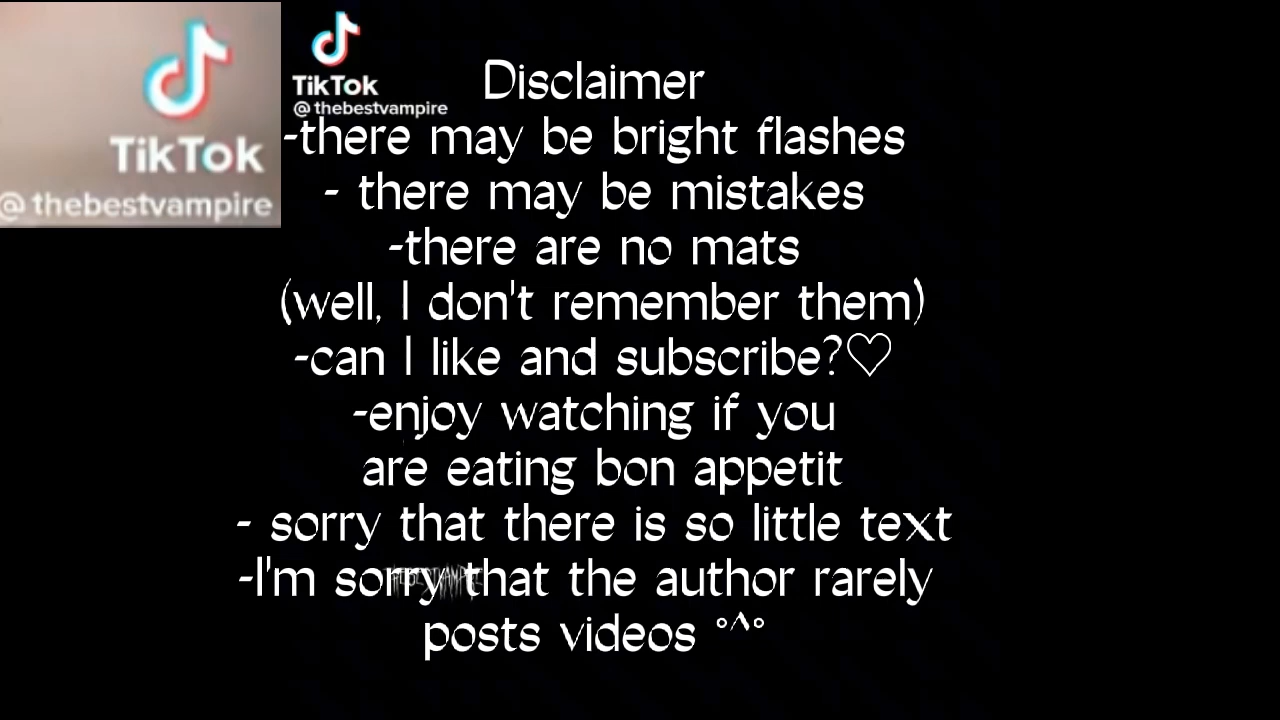 TikTok
@ thebestvampire
TikTok
@ thebestvampire
Disclaimer
-there may be bright flashes
- there may be mistakes
-there are no mats
(well, I don't remember them)
-can I like and subscribe?♡
-enjoy watching if you
are eating bon appetit
- sorry that there is so little text
-I'm sorry that the author rarely
THEBESTVAMPIRE
posts videos °^°